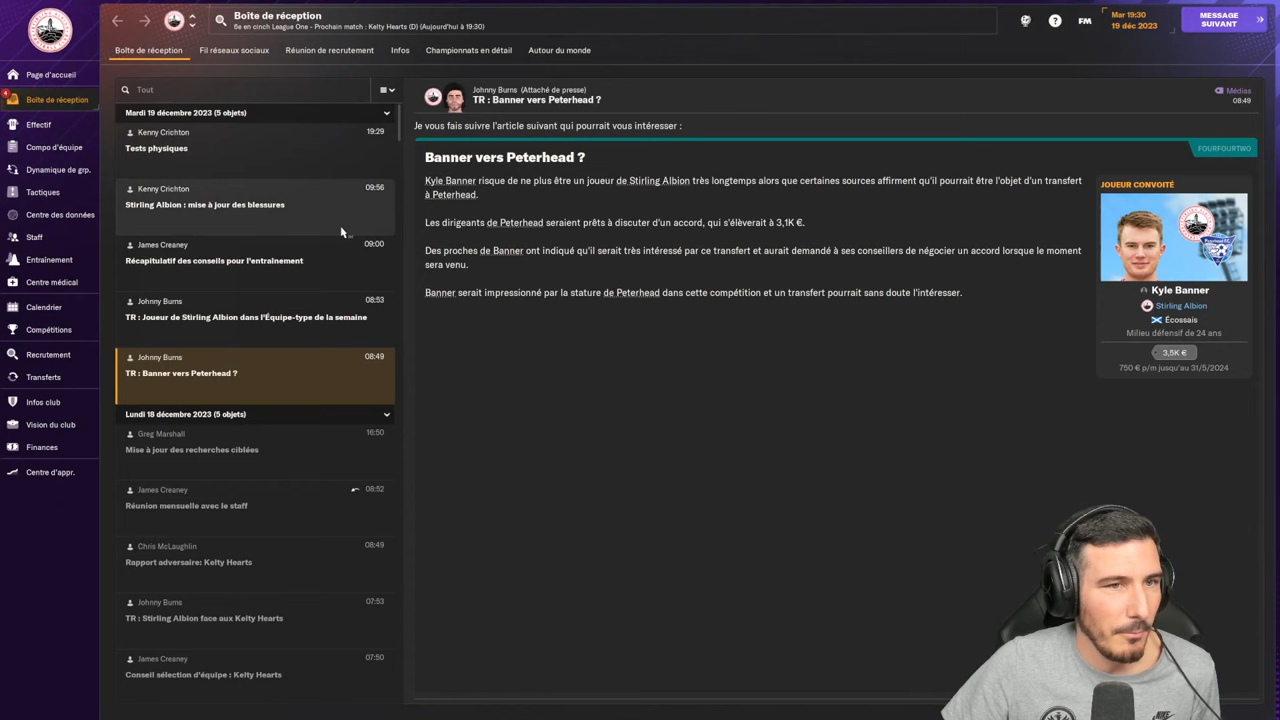 Boîte de réception
6e en cinch League One - Prochain match : Kelty Hearts (D) (Aujourd'hui à 19:30)
FM
Mar 19:30
19 déc 2023
MESSAGE SUIVANT
Boîte de réception
Fil réseaux sociaux
Réunion de recrutement
Infos
Championnats en détail
Autour du monde
Page d'accueil
4
Boîte de réception
Effectif
Compo d'équipe
Dynamique de grp.
Tactiques
Centre des données
Staff
Entraînement
Centre médical
Calendrier
Compétitions
Recrutement
Transferts
Infos club
Vision du club
Finances
Centre d'appr.
Tout
Mardi 19 décembre 2023 (5 objets)
Kenny Crichton 19:29
Tests physiques
Kenny Crichton 09:56
Stirling Albion : mise à jour des blessures
James Creaney 09:00
Récapitulatif des conseils pour l'entraînement
Johnny Burns 08:53
TR : Joueur de Stirling Albion dans l'Équipe-type de la semaine
Johnny Burns 08:49
TR : Banner vers Peterhead ?
Lundi 18 décembre 2023 (5 objets)
Greg Marshall 16:50
Mise à jour des recherches ciblées
James Creaney 08:52
Réunion mensuelle avec le staff
Chris McLaughlin 08:49
Rapport adversaire: Kelty Hearts
Johnny Burns 07:53
TR : Stirling Albion face aux Kelty Hearts
James Creaney 07:50
Conseil sélection d'équipe : Kelty Hearts
Johnny Burns (Attaché de presse)
TR : Banner vers Peterhead ?
Médias
08:49
Je vous fais suivre l'article suivant qui pourrait vous intéresser :
FOURFOURTWO
Banner vers Peterhead ?
Kyle Banner risque de ne plus être un joueur de Stirling Albion très longtemps alors que certaines sources affirment qu'il pourrait être l'objet d'un transfert
à Peterhead.
Les dirigeants de Peterhead seraient prêts à discuter d'un accord, qui s'élèverait à 3,1K €.
Des proches de Banner ont indiqué qu'il serait très intéressé par ce transfert et aurait demandé à ses conseillers de négocier un accord lorsque le moment
sera venu.
Banner serait impressionné par la stature de Peterhead dans cette compétition et un transfert pourrait sans doute l'intéresser.
JOUEUR CONVOITÉ
Kyle Banner
Stirling Albion
Écossais
Milieu défensif de 24 ans
3,5K €
750 € p/m jusqu'au 31/5/2024